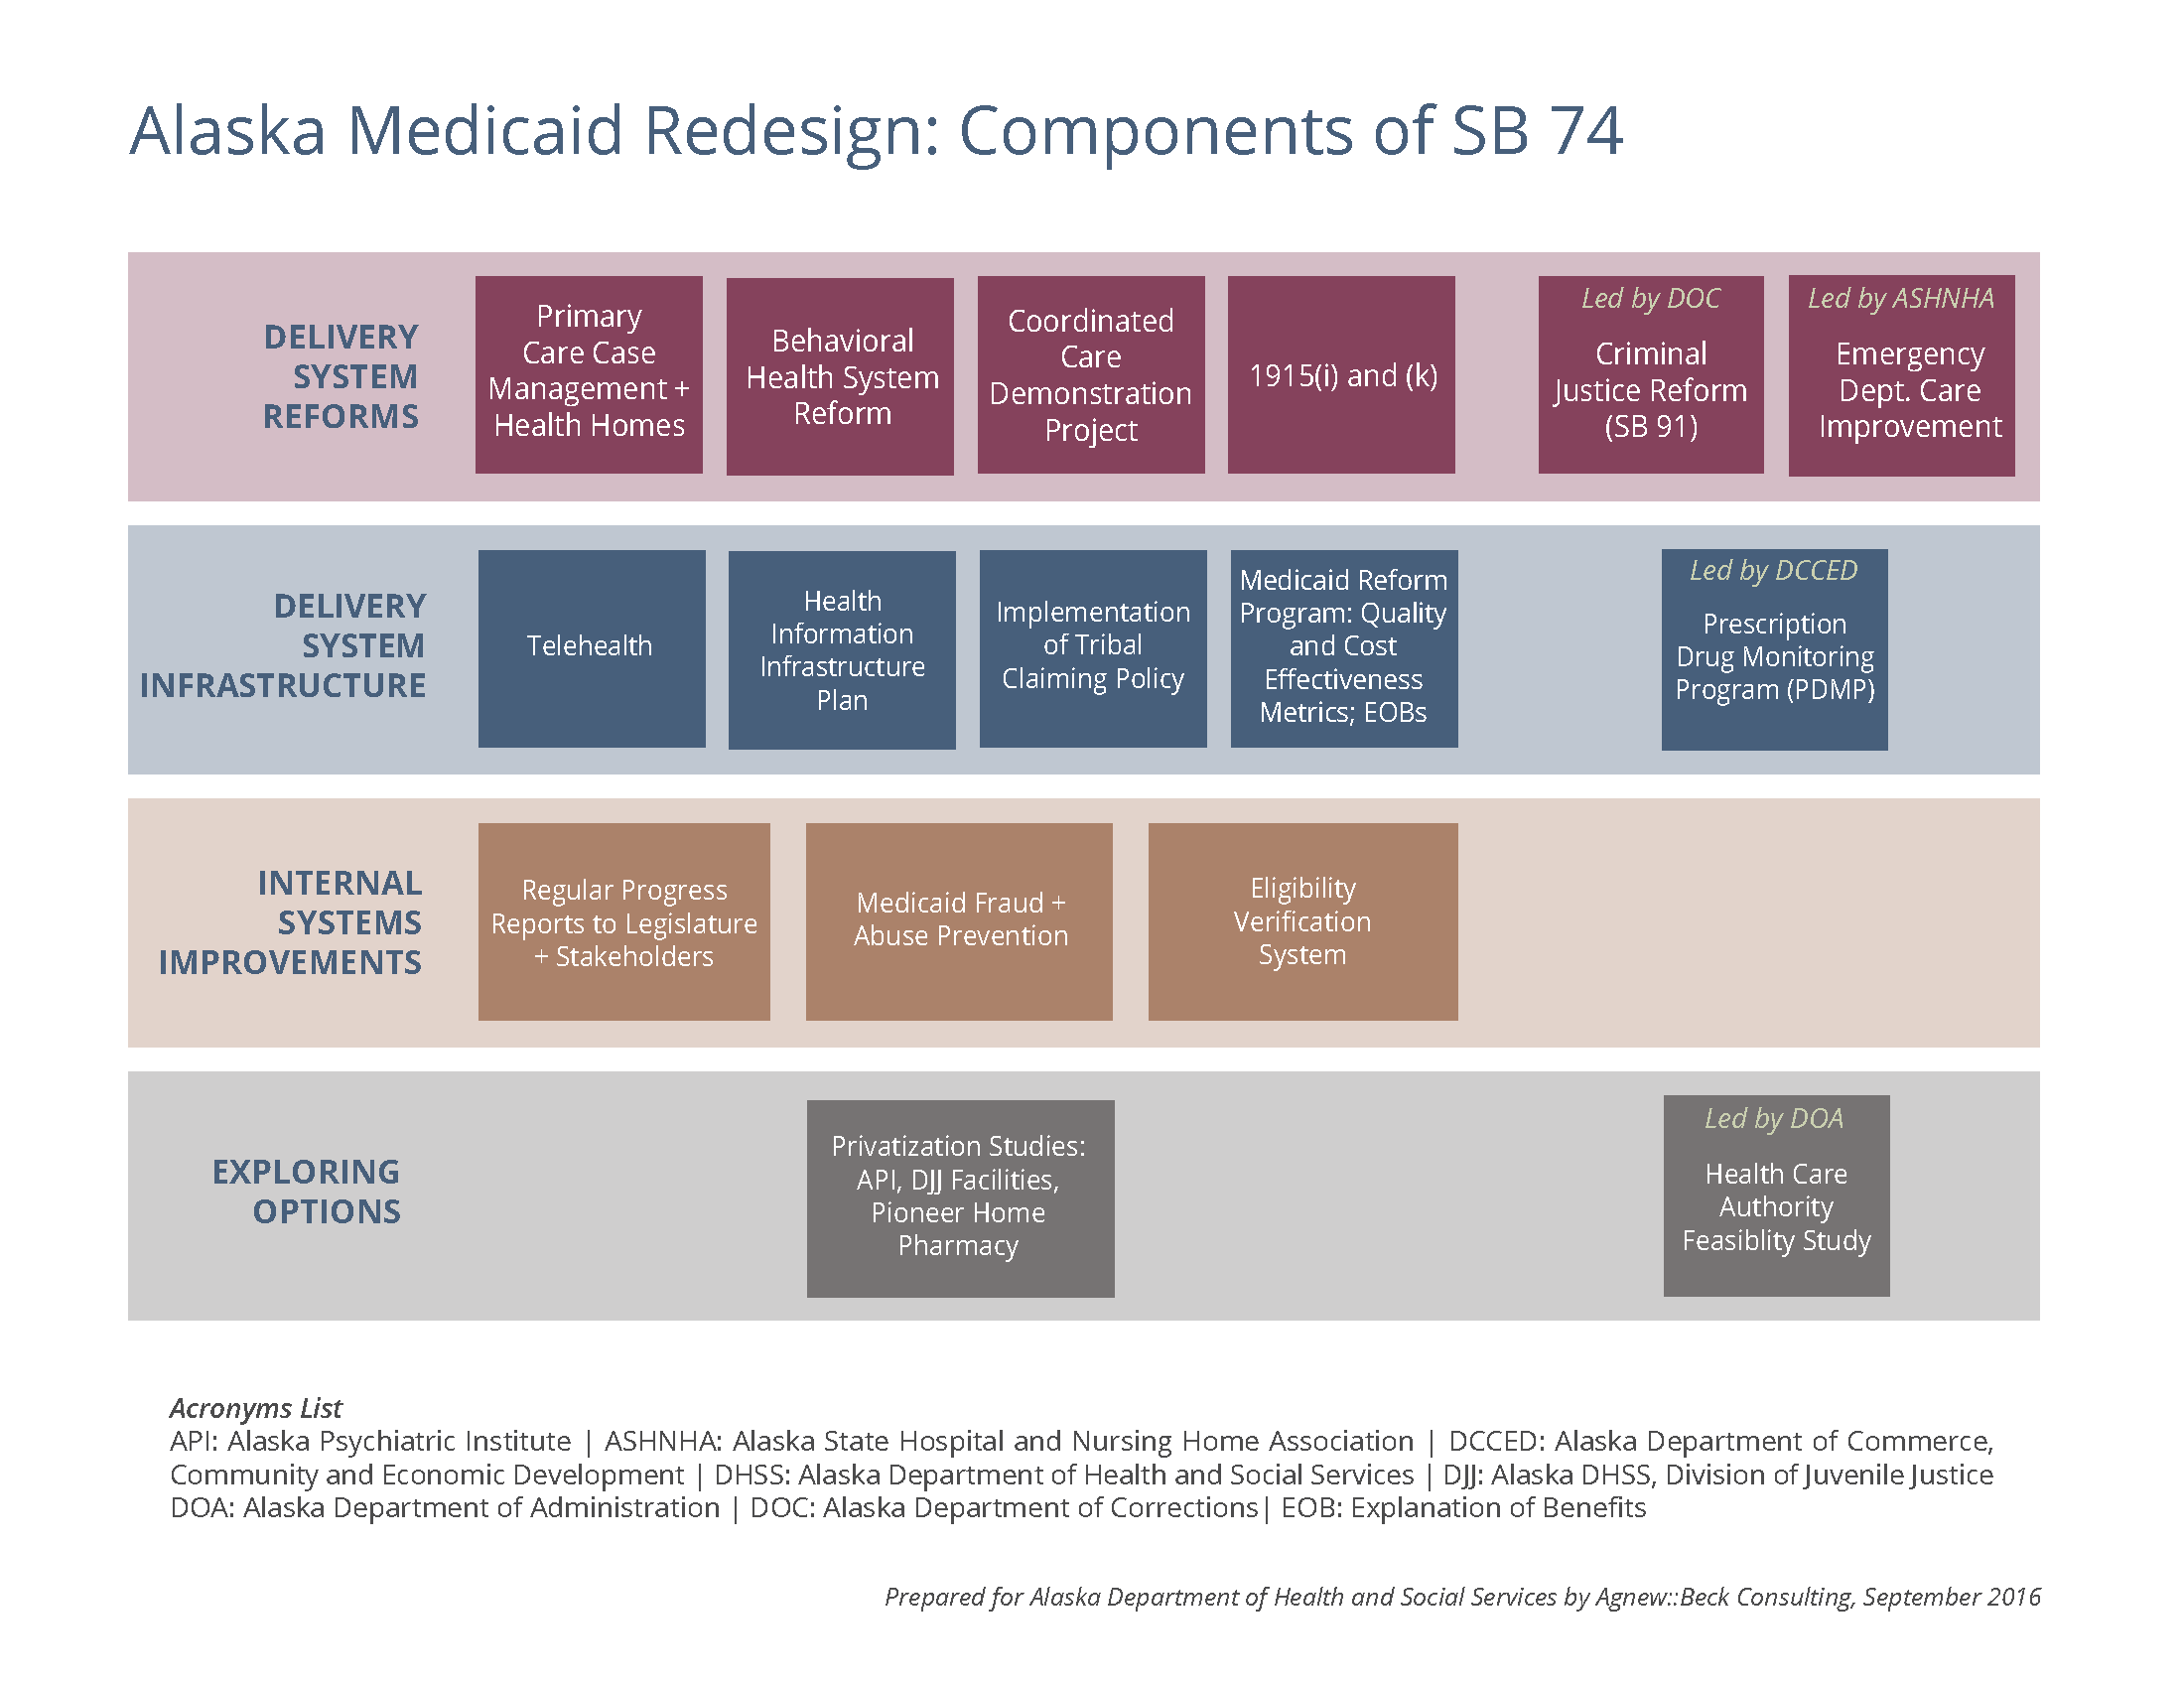 Alaska Medicaid Redesign: Components of SB 74
DELIVERY
SYSTEM
REFORMS
Primary
Care Case
Management +
Health Homes
Behavioral
Health System
Reform
Coordinated
Care
Demonstration
Project
1915(i) and (k)
Led by DOC
Criminal
Justice Reform
(SB 91)
Led by ASHNHA
Emergency
Dept. Care
Improvement
DELIVERY
SYSTEM
INFRASTRUCTURE
Telehealth
Health
Information
Infrastructure
Plan
Implementation
of Tribal
Claiming Policy
Medicaid Reform
Program: Quality
and Cost
Effectiveness
Metrics; EOBs
Led by DCCED
Prescription
Drug Monitoring
Program (PDMP)
INTERNAL
SYSTEMS
IMPROVEMENTS
Regular Progress
Reports to Legislature
+ Stakeholders
Medicaid Fraud +
Abuse Prevention
Eligibility
Verification
System
EXPLORING
OPTIONS
Privatization Studies:
API, DJJ Facilities,
Pioneer Home
Pharmacy
Led by DOA
Health Care
Authority
Feasiblity Study
Acronyms List
API: Alaska Psychiatric Institute | ASHNHA: Alaska State Hospital and Nursing Home Association | DCCED: Alaska Department of Commerce,
Community and Economic Development | DHSS: Alaska Department of Health and Social Services | DJJ: Alaska DHSS, Division of Juvenile Justice
DOA: Alaska Department of Administration | DOC: Alaska Department of Corrections| EOB: Explanation of Benefits
Prepared for Alaska Department of Health and Social Services by Agnew::Beck Consulting, September 2016